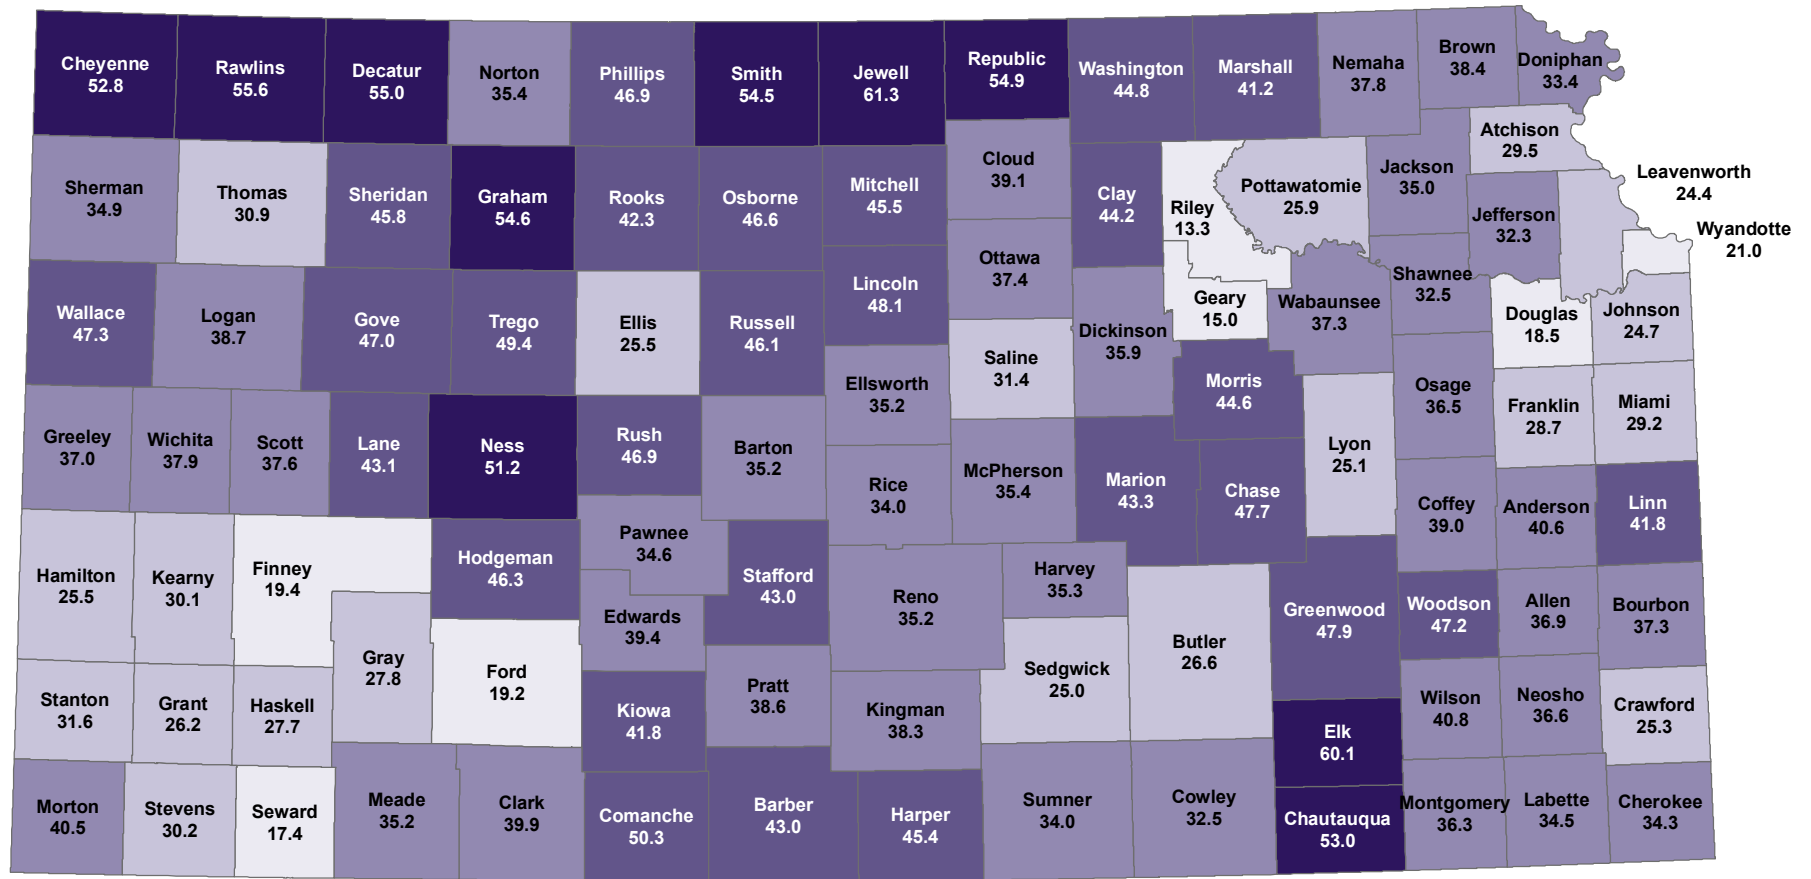 Cheyenne
52.8
Rawlins
55.6
Decatur
55.0
Norton
35.4
Phillips
46.9
Smith
54.5
Jewell
61.3
Republic
54.9
Washington
44.8
Marshall
41.2
Nemaha
37.8
Brown
38.4
Doniphan
33.4
Sherman
34.9
Thomas
30.9
Sheridan
45.8
Graham
54.6
Rooks
42.3
Osborne
46.6
Mitchell
45.5
Cloud
39.1
Clay
44.2
Riley
13.3
Pottawatomie
25.9
Jackson
35.0
Atchison
29.5
Jefferson
32.3
Leavenworth
24.4
Wyandotte
21.0
Wallace
47.3
Logan
38.7
Gove
47.0
Trego
49.4
Ellis
25.5
Russell
46.1
Lincoln
48.1
Ottawa
37.4
Saline
31.4
Dickinson
35.9
Geary
15.0
Wabaunsee
37.3
Shawnee
32.5
Douglas
18.5
Johnson
24.7
Greeley
37.0
Wichita
37.9
Scott
37.6
Lane
43.1
Ness
51.2
Rush
46.9
Barton
35.2
Ellsworth
35.2
Rice
34.0
McPherson
35.4
Marion
43.3
Morris
44.6
Chase
47.7
Lyon
25.1
Osage
36.5
Franklin
28.7
Miami
29.2
Coffey
39.0
Anderson
40.6
Linn
41.8
Hamilton
25.5
Kearny
30.1
Finney
19.4
Hodgeman
46.3
Pawnee
34.6
Edwards
39.4
Stafford
43.0
Reno
35.2
Harvey
35.3
Butler
26.6
Greenwood
47.9
Woodson
47.2
Allen
36.9
Bourbon
37.3
Stanton
31.6
Grant
26.2
Haskell
27.7
Gray
27.8
Ford
19.2
Kiowa
41.8
Pratt
38.6
Kingman
38.3
Sedgwick
25.0
Elk
60.1
Wilson
40.8
Neosho
36.6
Crawford
25.3
Morton
40.5
Stevens
30.2
Seward
17.4
Meade
35.2
Clark
39.9
Comanche
50.3
Barber
43.0
Harper
45.4
Sumner
34.0
Cowley
32.5
Chautauqua
53.0
Montgomery
36.3
Labette
34.5
Cherokee
34.3